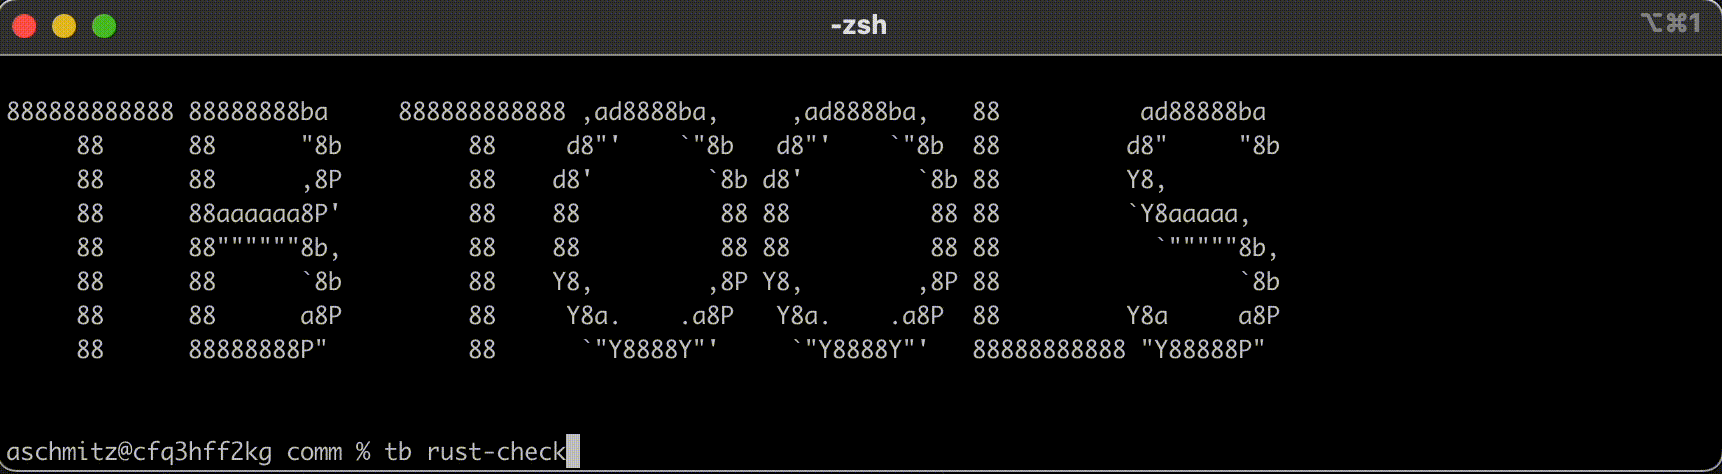 -zsh
⌥⌘1
888888888888 88888888ba     888888888888 ,ad8888ba,     ,ad8888ba,   88          ad88888ba
     88      88      "8b         88     d8"'    `"8b   d8"'    `"8b  88         d8"     "8b
     88      88      ,8P         88    d8'        `8b d8'        `8b 88         Y8,
     88      88aaaaaa8P'         88    88          88 88          88 88         `Y8aaaaa,
     88      88""""""8b,         88    88          88 88          88 88           `"""""8b,
     88      88      `8b         88    Y8,        ,8P Y8,        ,8P 88                 `8b
     88      88      a8P         88     Y8a.    .a8P   Y8a.    .a8P  88         Y8a     a8P
     88      88888888P"          88      `"Y8888Y"'     `"Y8888Y"'   88888888888 "Y88888P"
aschmitz@cfq3hff2kg comm % tb rust-check